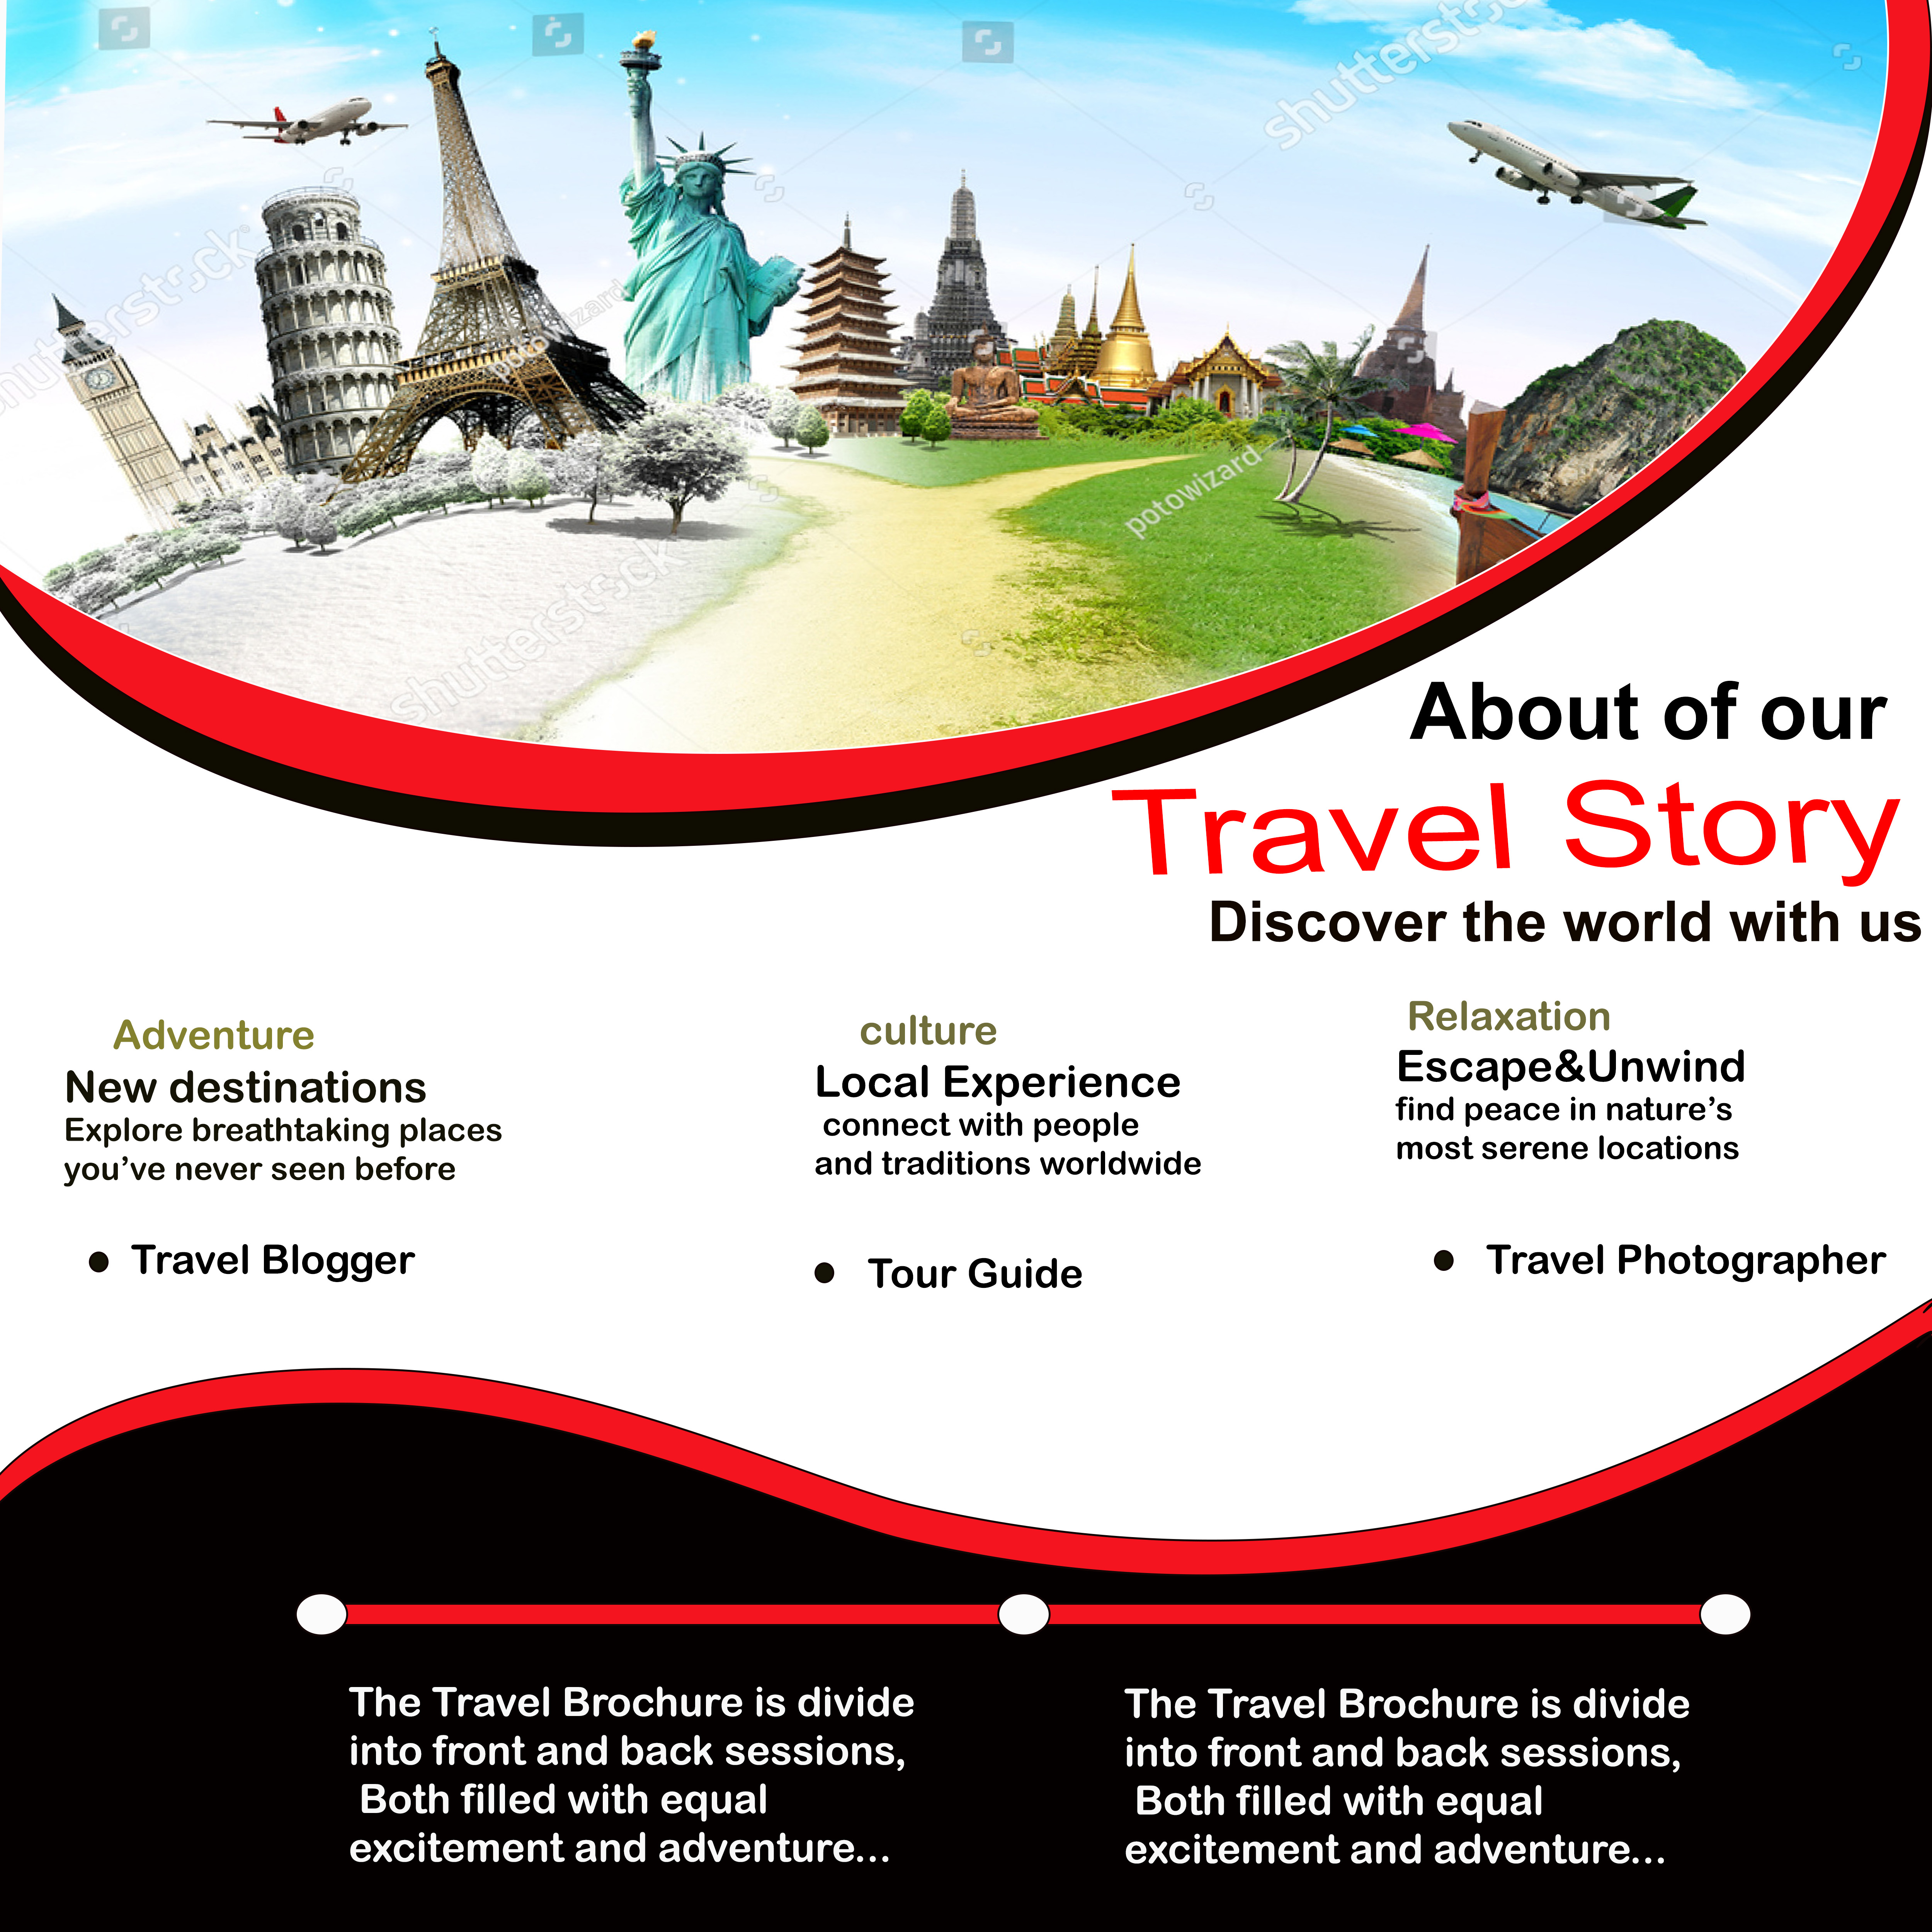 shutterstock
shutterstock
shutterstock
potowizard
potowizard
shutterstock
About of our
Travel Story
Discover the world with us
Adventure
New destinations
Explore breathtaking places
you’ve never seen before
• Travel Blogger
culture
Local Experience
connect with people
and traditions worldwide
• Tour Guide
Relaxation
Escape&Unwind
find peace in nature’s
most serene locations
• Travel Photographer
The Travel Brochure is divide
into front and back sessions,
Both filled with equal
excitement and adventure...
The Travel Brochure is divide
into front and back sessions,
Both filled with equal
excitement and adventure...